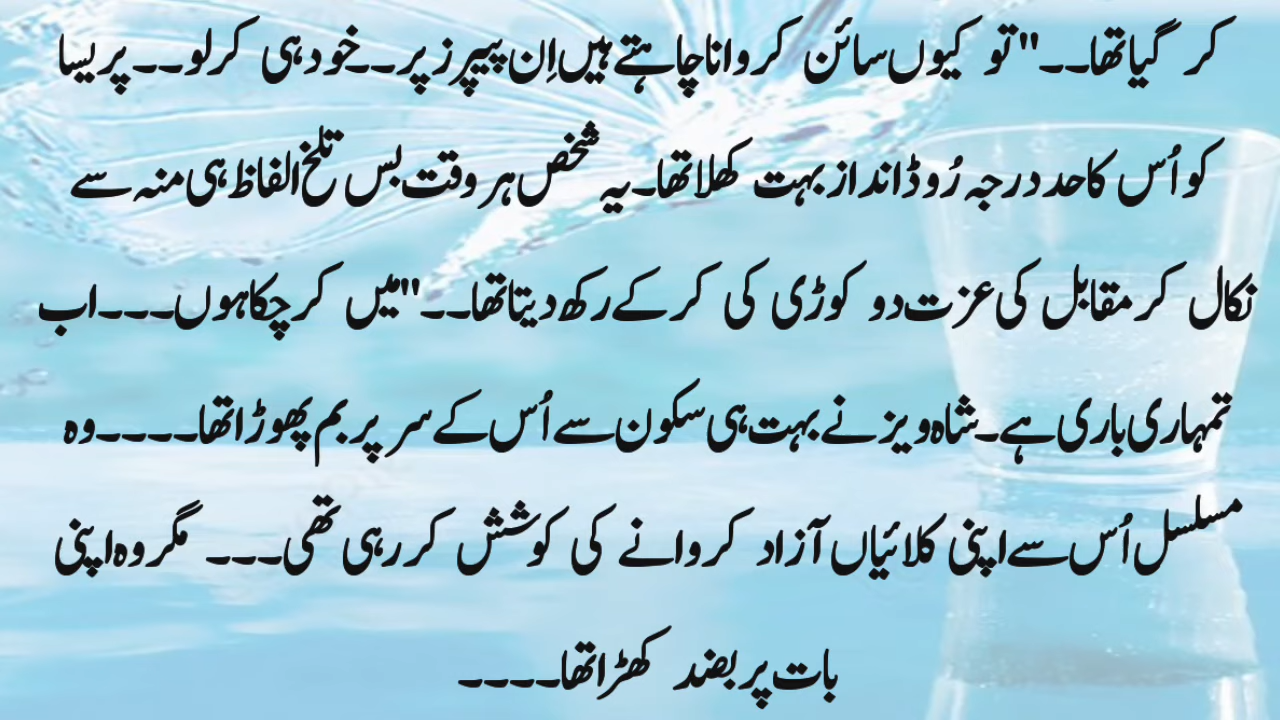 کر گیا تھا۔۔"تو کیوں سائن کروانا چاہتے ہیں اِن پیپرز پر۔۔خود ہی کرلو۔۔پریسا
کو اُس کا حد درجہ رُوڈ انداز بہت کھلا تھا۔یہ شخص ہر وقت بس تلخ الفاظ ہی منہ سے
نکال کر مقابل کی عزت دو کوڑی کی کر کے رکھ دیتا تھا۔۔"میں کر چکا ہوں۔۔۔۔اب
تمہاری باری ہے۔شاہ ویز نے بہت ہی سکون سے اُس کے سر پر بم پھوڑا تھا۔۔۔۔۔وہ
مسلسل اُس سے اپنی کلائیاں آزاد کروانے کی کوشش کر رہی تھی۔۔۔ مگر وہ اپنی
بات پر بضد کھڑا تھا۔۔۔۔